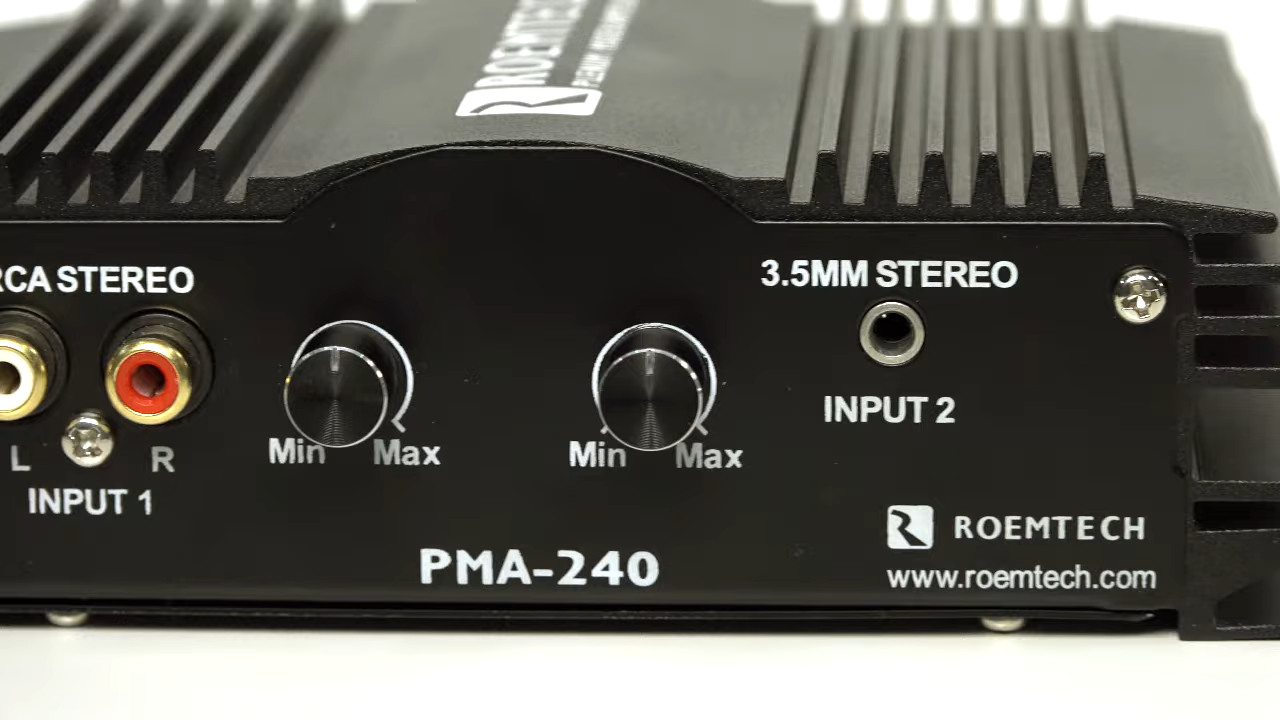 ROEMTECH
RCA STEREO
3.5MM STEREO
INPUT 2
Min Max
Min Max
L R
INPUT 1
ROEMTECH
PMA-240
www.roemtech.com